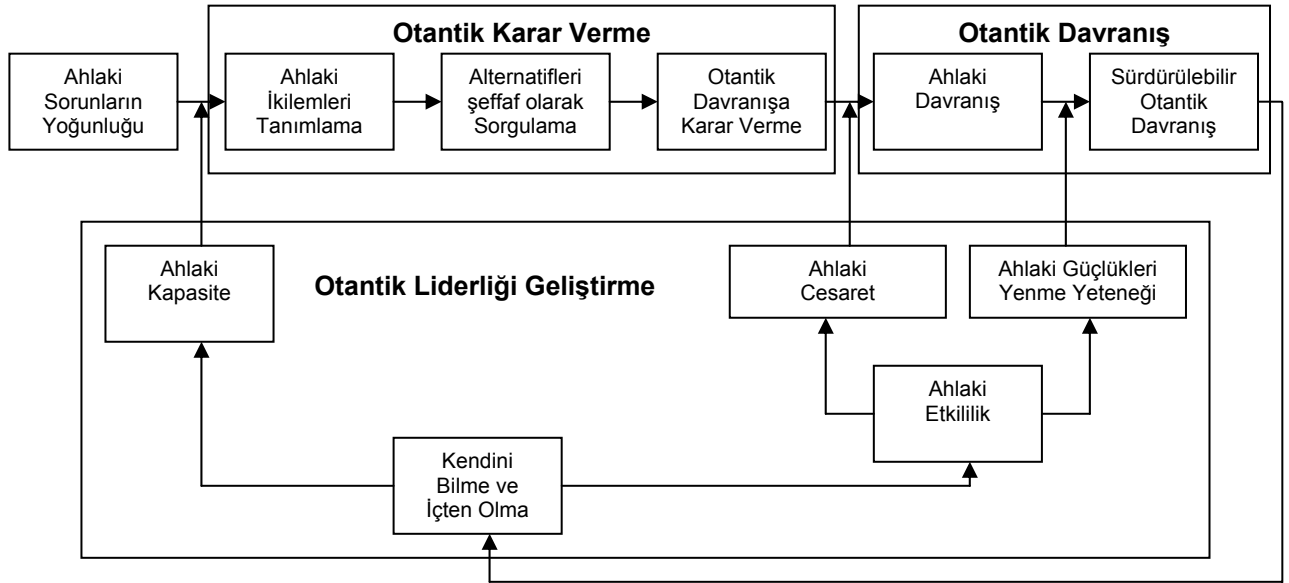 Otantik Karar Verme
Otantik Davranış
Ahlaki
Sorunların
Yoğunluğu
Ahlaki
İkilemleri
Tanımlama
Alternatifleri
şeffaf olarak
Sorgulama
Otantik
Davranışa
Karar Verme
Ahlaki
Davranış
Sürdürülebilir
Otantik
Davranış
Ahlaki
Kapasite
Otantik Liderliği Geliştirme
Ahlaki
Cesaret
Ahlaki Güçlükleri
Yenme Yeteneği
Ahlaki
Etkililik
Kendini
Bilme ve
İçten Olma